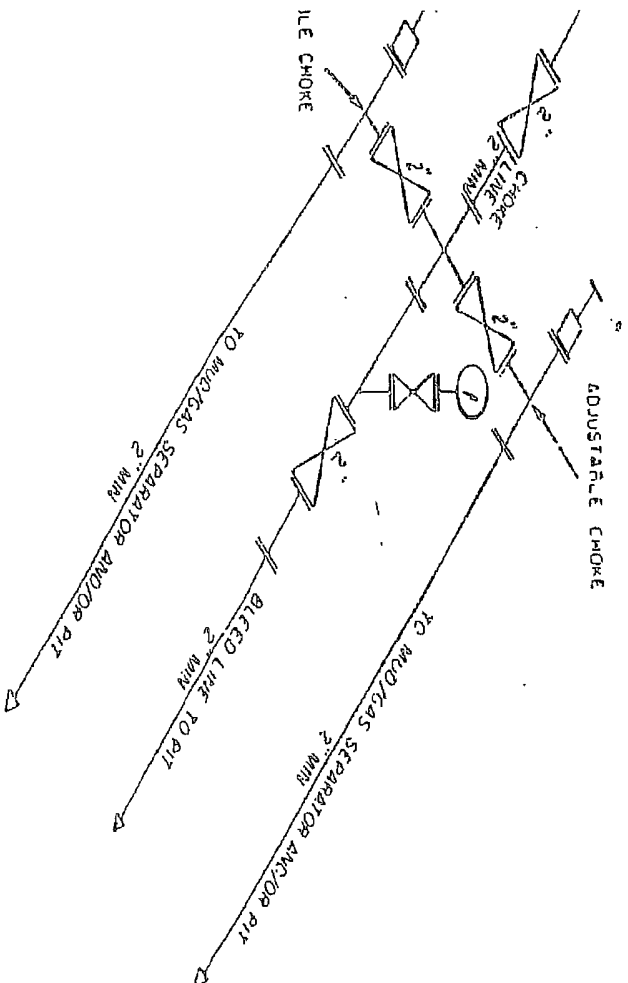 ILE CHOKE
2"
2"
CHOKE
LINE
2" MIN
2"
P
2"
ADJUSTABLE CHOKE
TO MUD/GAS SEPARATOR AND/OR PIT
2" MIN
BLEED LINE TO PIT
2" MIN
TO MUD/GAS SEPARATOR AND/OR PIT
2" MIN